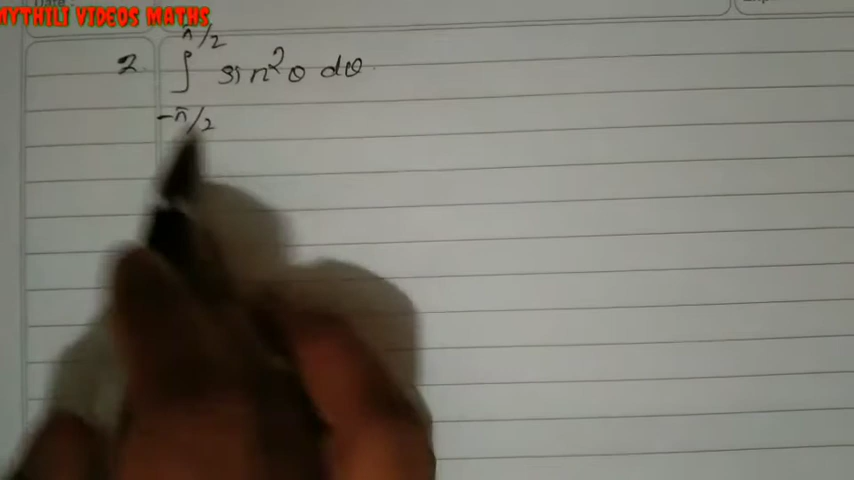 MYTHILI VIDEOS MATHS
2. ∫_{-π/2}^{π/2} sin²θ dθ.